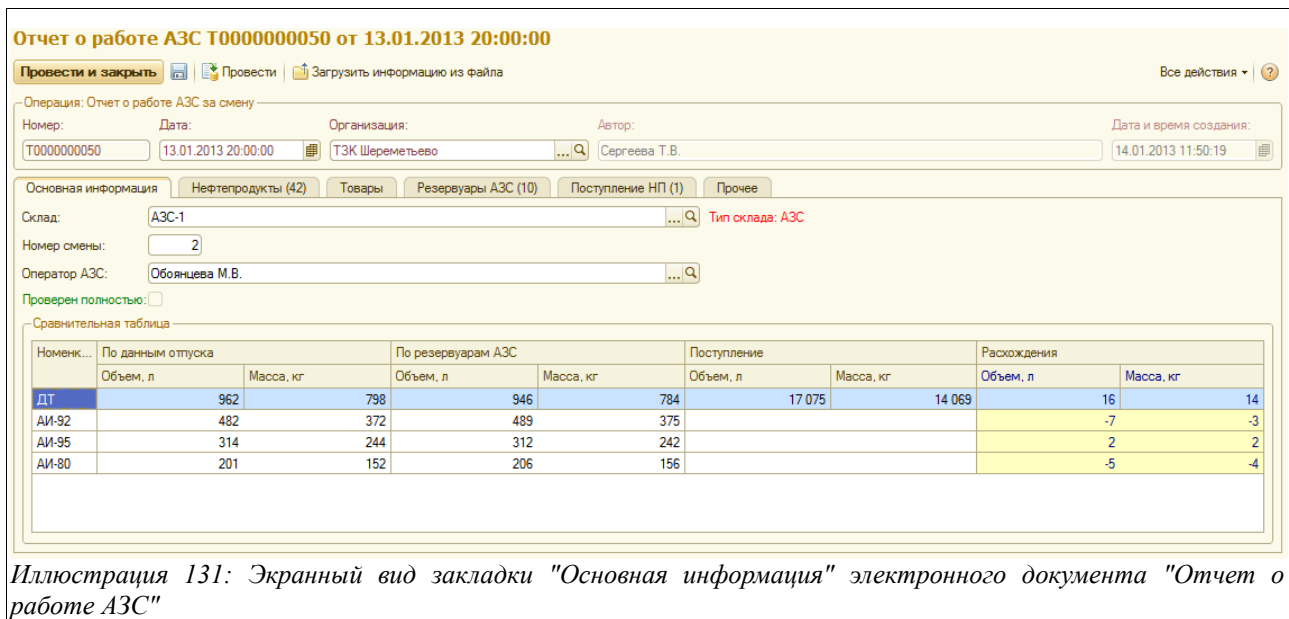 Отчет о работе АЗС Т0000000050 от 13.01.2013 20:00:00
Провести и закрыть Провести Загрузить информацию из файла Все действия ?
Операция: Отчет о работе АЗС за смену
Номер: Дата: Организация: Автор: Дата и время создания:
Т0000000050 13.01.2013 20:00:00 ТЗК Шереметьево ... Сергеева Т.В. 14.01.2013 11:50:19
Основная информация Нефтепродукты (42) Товары Резервуары АЗС (10) Поступление НП (1) Прочее
Склад: АЗС-1 ... Тип склада: АЗС
Номер смены: 2
Оператор АЗС: Обоянцева М.В. ...
Проверен полностью:
Сравнительная таблица
Номенк... По данным отпуска По резервуарам АЗС Поступление Расхождения
Объем, л Масса, кг Объем, л Масса, кг Объем, л Масса, кг Объем, л Масса, кг
ДТ 962 798 946 784 17 075 14 069 16 14
АИ-92 482 372 489 375 -7 -3
АИ-95 314 244 312 242 2 2
АИ-80 201 152 206 156 -5 -4
Иллюстрация 131: Экранный вид закладки "Основная информация" электронного документа "Отчет о
работе АЗС"